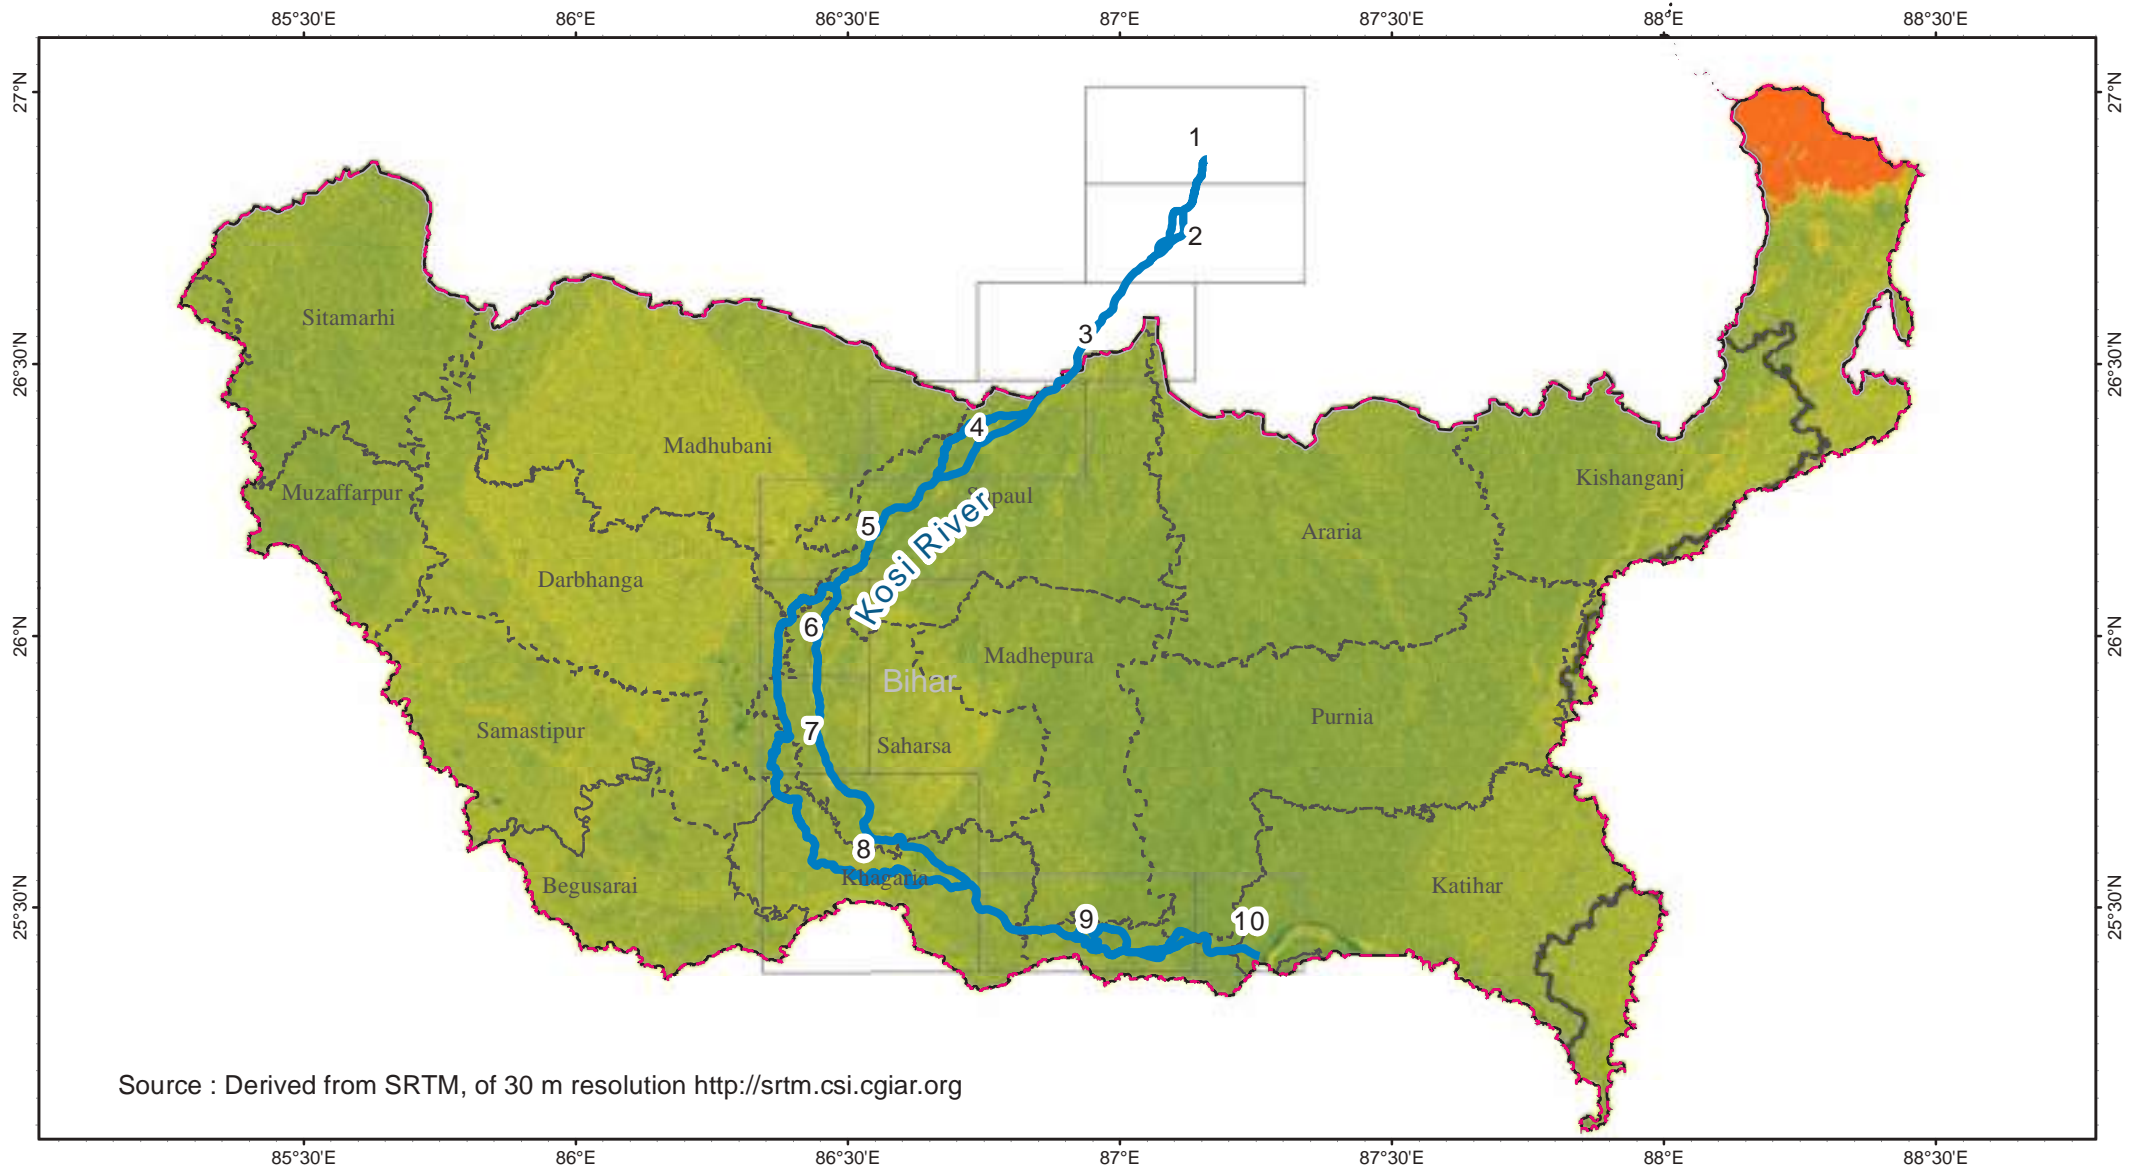 85°30'E
86°E
86°30'E
87°E
87°30'E
88°E
88°30'E
27°N
27°N
1
2
Sitamarhi
3
26°30'N
26°30'N
4
Madhubani
Kishanganj
Muzaffarpur
Supaul
5
Araria
Kosi River
Darbhanga
6
26°N
26°N
Madhepura
Bihar
Purnia
Samastipur
7
Saharsa
8
Khagaria
Begusarai
Katihar
25°30'N
25°30'N
9
10
Source : Derived from SRTM, of 30 m resolution http://srtm.csi.cgiar.org
85°30'E
86°E
86°30'E
87°E
87°30'E
88°E
88°30'E